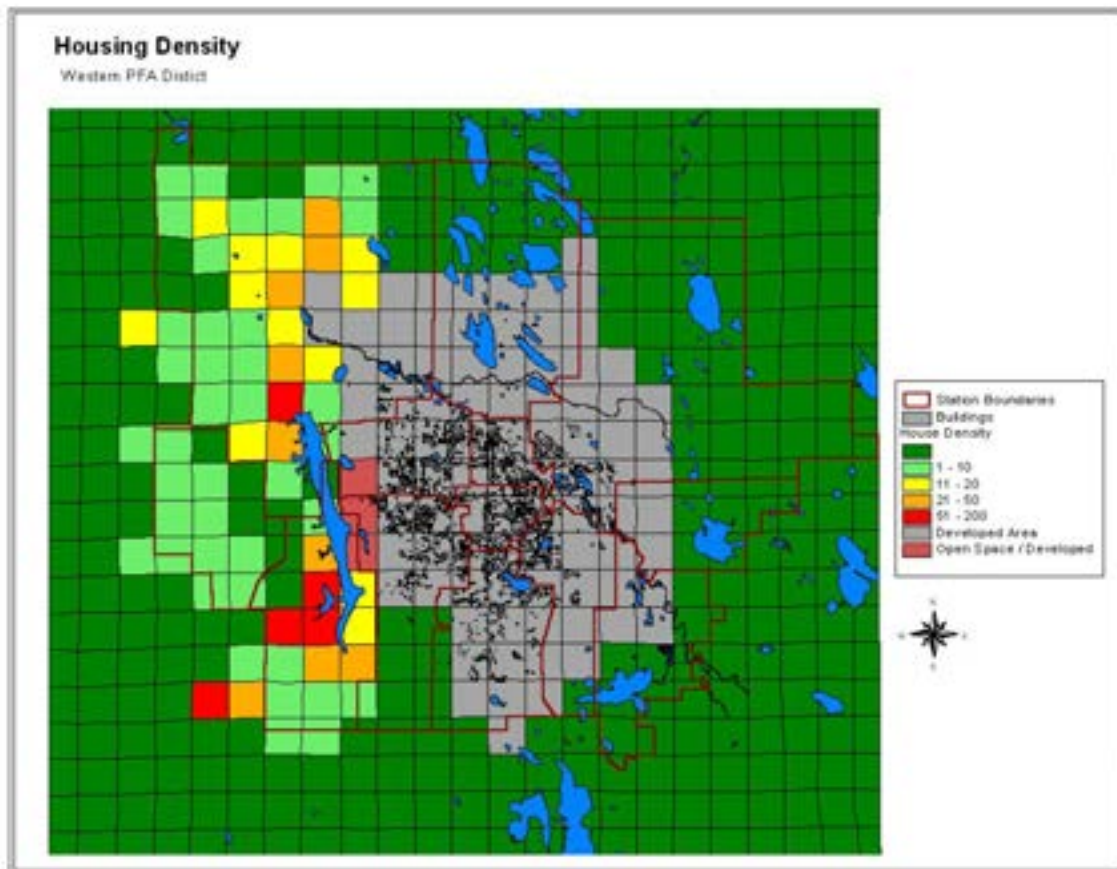 Housing Density
Western PFA Distict
Station Boundaries
Buildings
House Density
1 - 10
11 - 20
21 - 50
51 - 200
Developed Area
Open Space / Developed